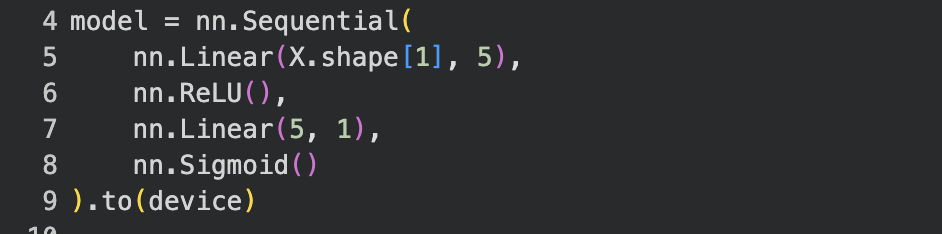 4 model = nn.Sequential(
5     nn.Linear(X.shape[1], 5),
6     nn.ReLU(),
7     nn.Linear(5, 1),
8     nn.Sigmoid()
9 ).to(device)
10